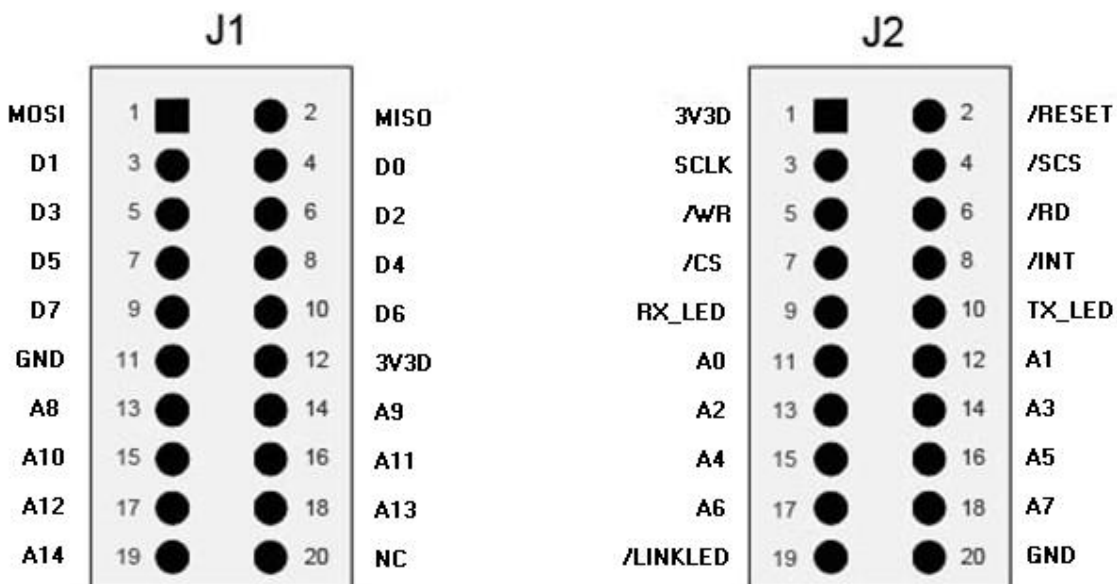 J1 J2
MOSI 1 2 MISO 3V3D 1 2 /RESET
D1 3 4 D0 SCLK 3 4 /SCS
D3 5 6 D2 /WR 5 6 /RD
D5 7 8 D4 /CS 7 8 /INT
D7 9 10 D6 RX_LED 9 10 TX_LED
GND 11 12 3V3D A0 11 12 A1
A8 13 14 A9 A2 13 14 A3
A10 15 16 A11 A4 15 16 A5
A12 17 18 A13 A6 17 18 A7
A14 19 20 NC /LINKLED 19 20 GND